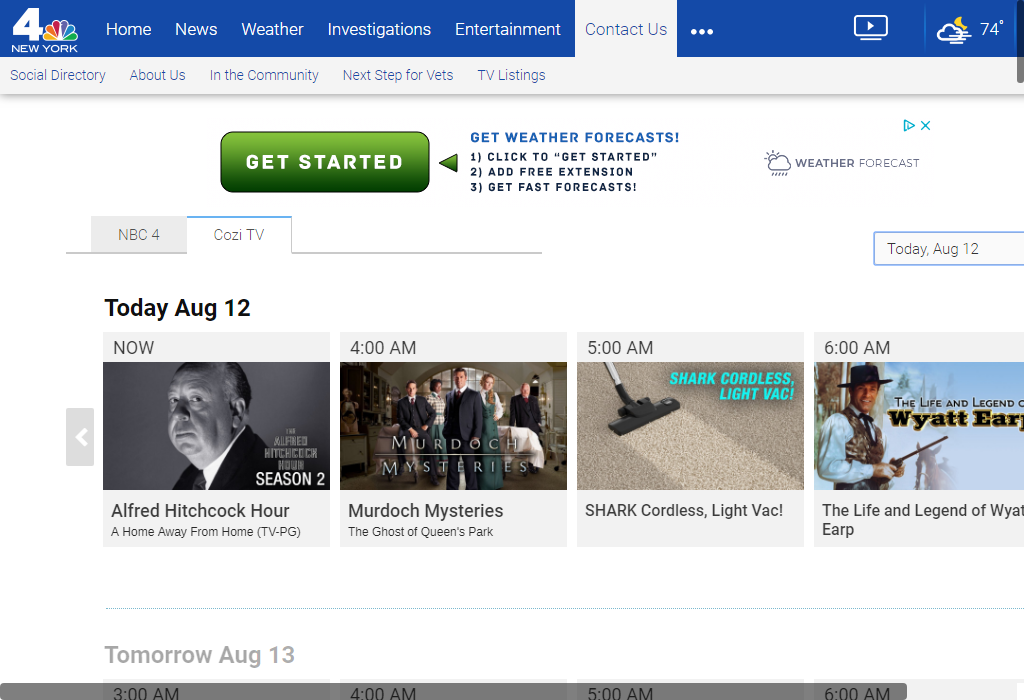 4
NEW YORK
Home
News
Weather
Investigations
Entertainment
Contact Us
74°
Social Directory
About Us
In the Community
Next Step for Vets
TV Listings
GET STARTED
GET WEATHER FORECASTS!
1) CLICK TO “GET STARTED”
2) ADD FREE EXTENSION
3) GET FAST FORECASTS!
WEATHER FORECAST
NBC 4
Cozi TV
Today, Aug 12
Today Aug 12
NOW
THE
ALFRED
HITCHCOCK
HOUR
SEASON 2
Alfred Hitchcock Hour
A Home Away From Home (TV-PG)
4:00 AM
MURDOCH
MYSTERIES
Murdoch Mysteries
The Ghost of Queen's Park
5:00 AM
SHARK CORDLESS,
LIGHT VAC!
SHARK Cordless, Light Vac!
6:00 AM
THE LIFE AND LEGEND O
Wyatt Earp
The Life and Legend of Wyat
Earp
Tomorrow Aug 13
3:00 AM
4:00 AM
5:00 AM
6:00 AM